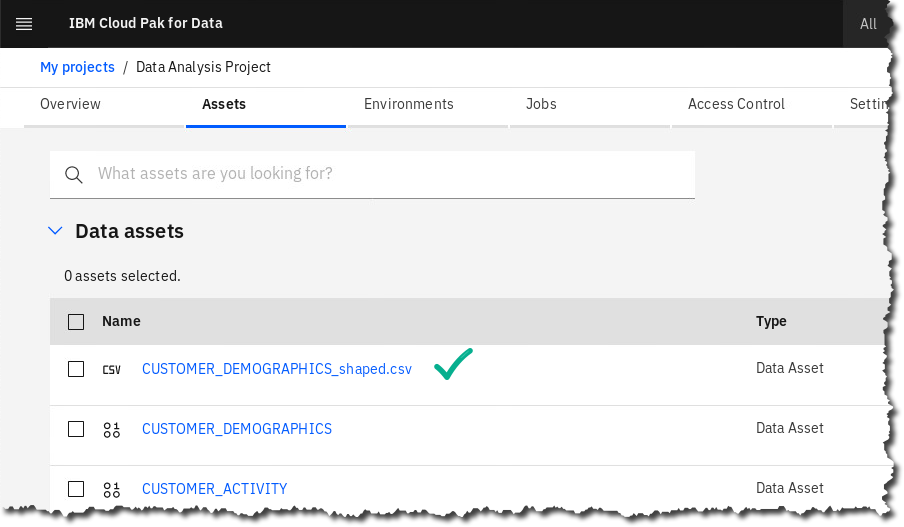 IBM Cloud Pak for Data All
My projects / Data Analysis Project
Overview Assets Environments Jobs Access Control Settin
What assets are you looking for?
Data assets
0 assets selected.
Name Type
CSV CUSTOMER_DEMOGRAPHICS_shaped.csv Data Asset
CUSTOMER_DEMOGRAPHICS Data Asset
CUSTOMER_ACTIVITY Data Asset